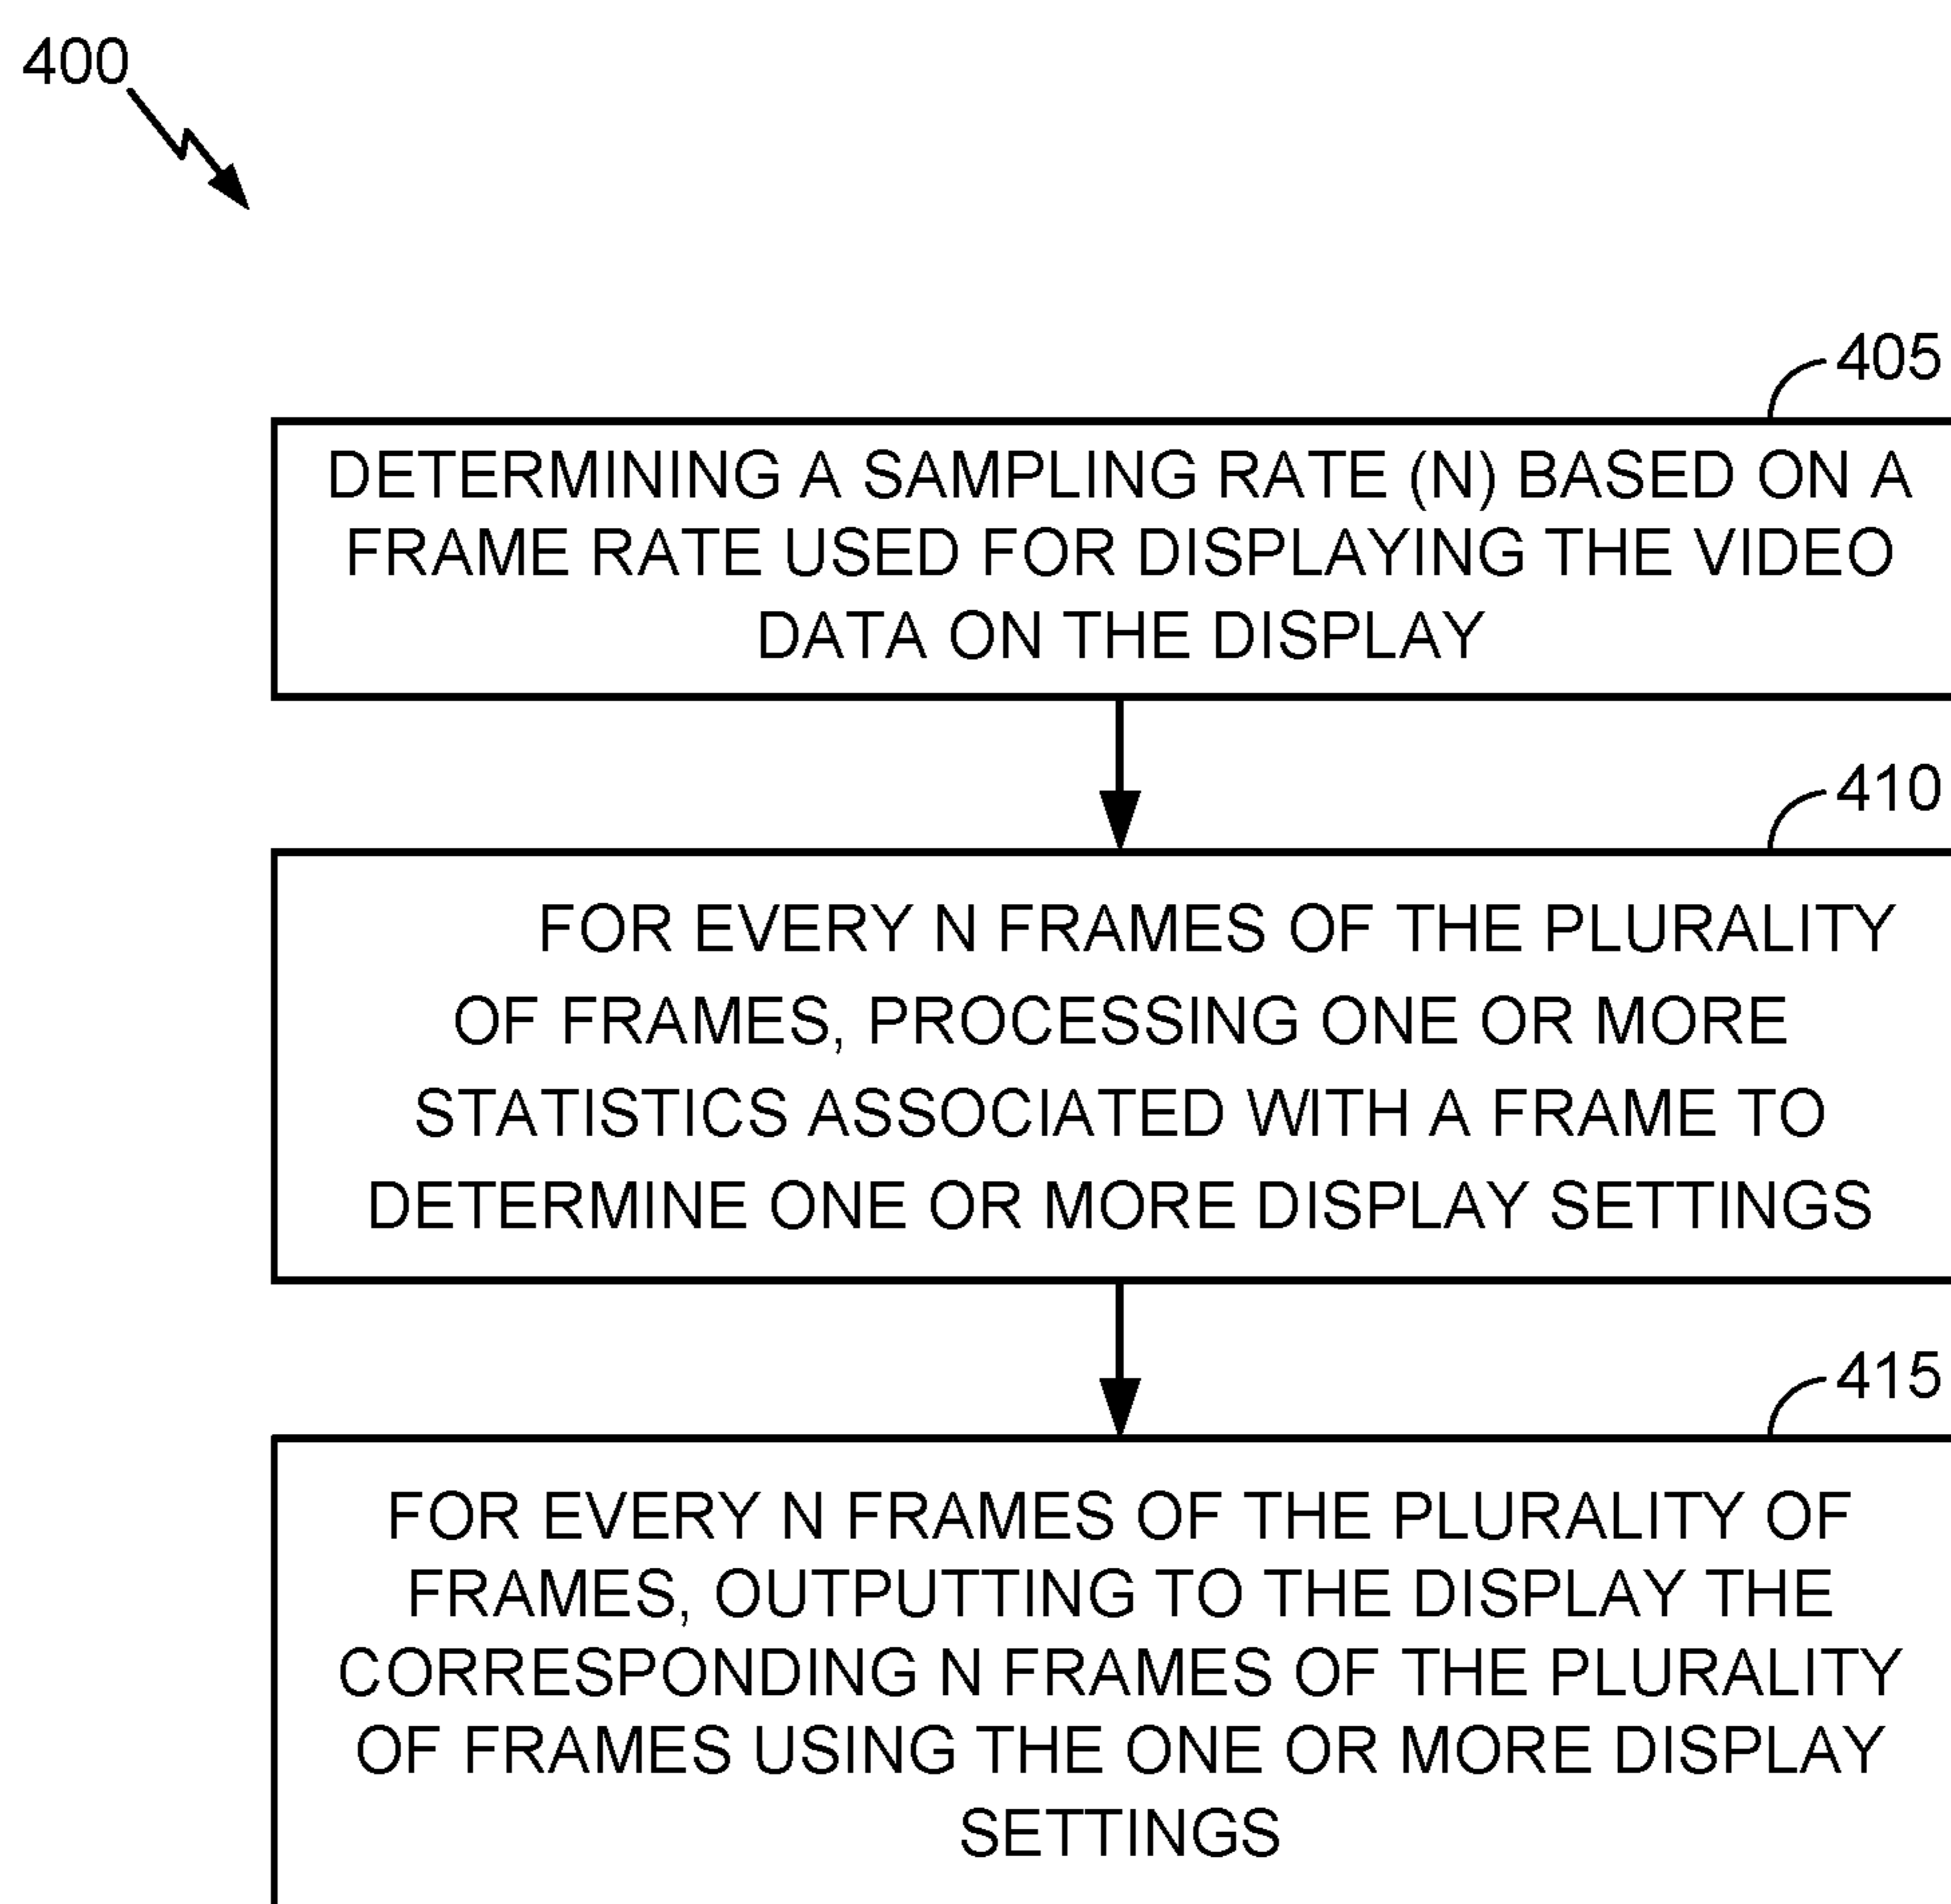 400
405
DETERMINING A SAMPLING RATE (N) BASED ON A
FRAME RATE USED FOR DISPLAYING THE VIDEO
DATA ON THE DISPLAY
410
FOR EVERY N FRAMES OF THE PLURALITY
OF FRAMES, PROCESSING ONE OR MORE
STATISTICS ASSOCIATED WITH A FRAME TO
DETERMINE ONE OR MORE DISPLAY SETTINGS
415
FOR EVERY N FRAMES OF THE PLURALITY OF
FRAMES, OUTPUTTING TO THE DISPLAY THE
CORRESPONDING N FRAMES OF THE PLURALITY
OF FRAMES USING THE ONE OR MORE DISPLAY
SETTINGS